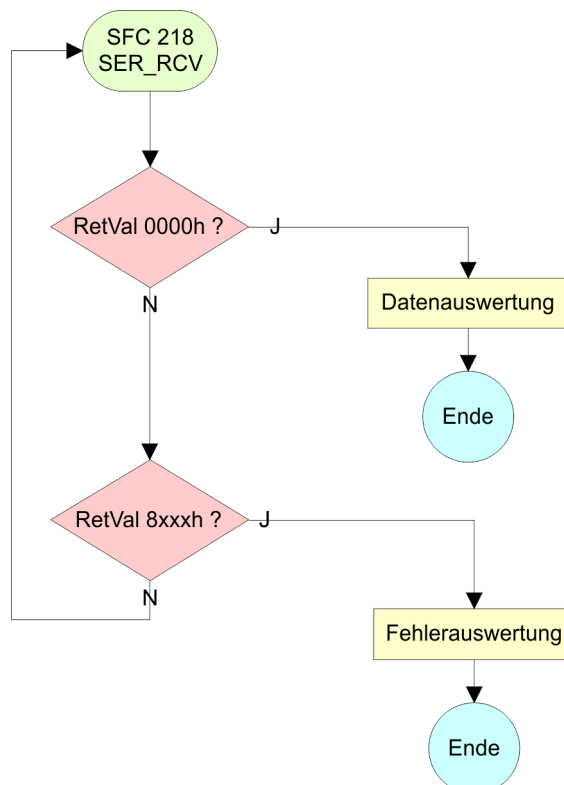 SFC 218
SER_RCV
RetVal 0000h ?
J
N
Datenauswertung
Ende
RetVal 8xxxh ?
J
N
Fehlerauswertung
Ende